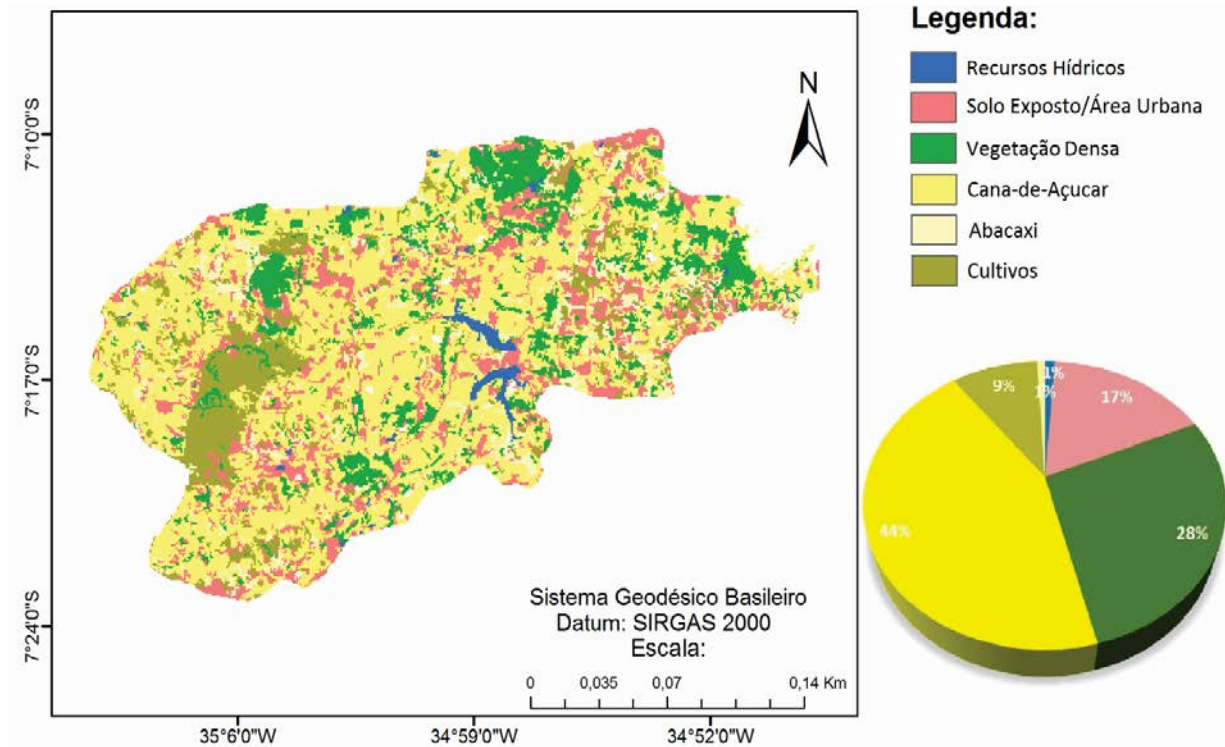 Legenda:
Recursos Hídricos
Solo Exposto/Área Urbana
Vegetação Densa
Cana-de-Açucar
Abacaxi
Cultivos
N
7°10'0"S
7°17'0"S
7°24'0"S
35°6'0"W
34°59'0"W
34°52'0"W
Sistema Geodésico Basileiro
Datum: SIRGAS 2000
Escala:
0 0,035 0,07 0,14 Km
1%
1%
9%
17%
44%
28%